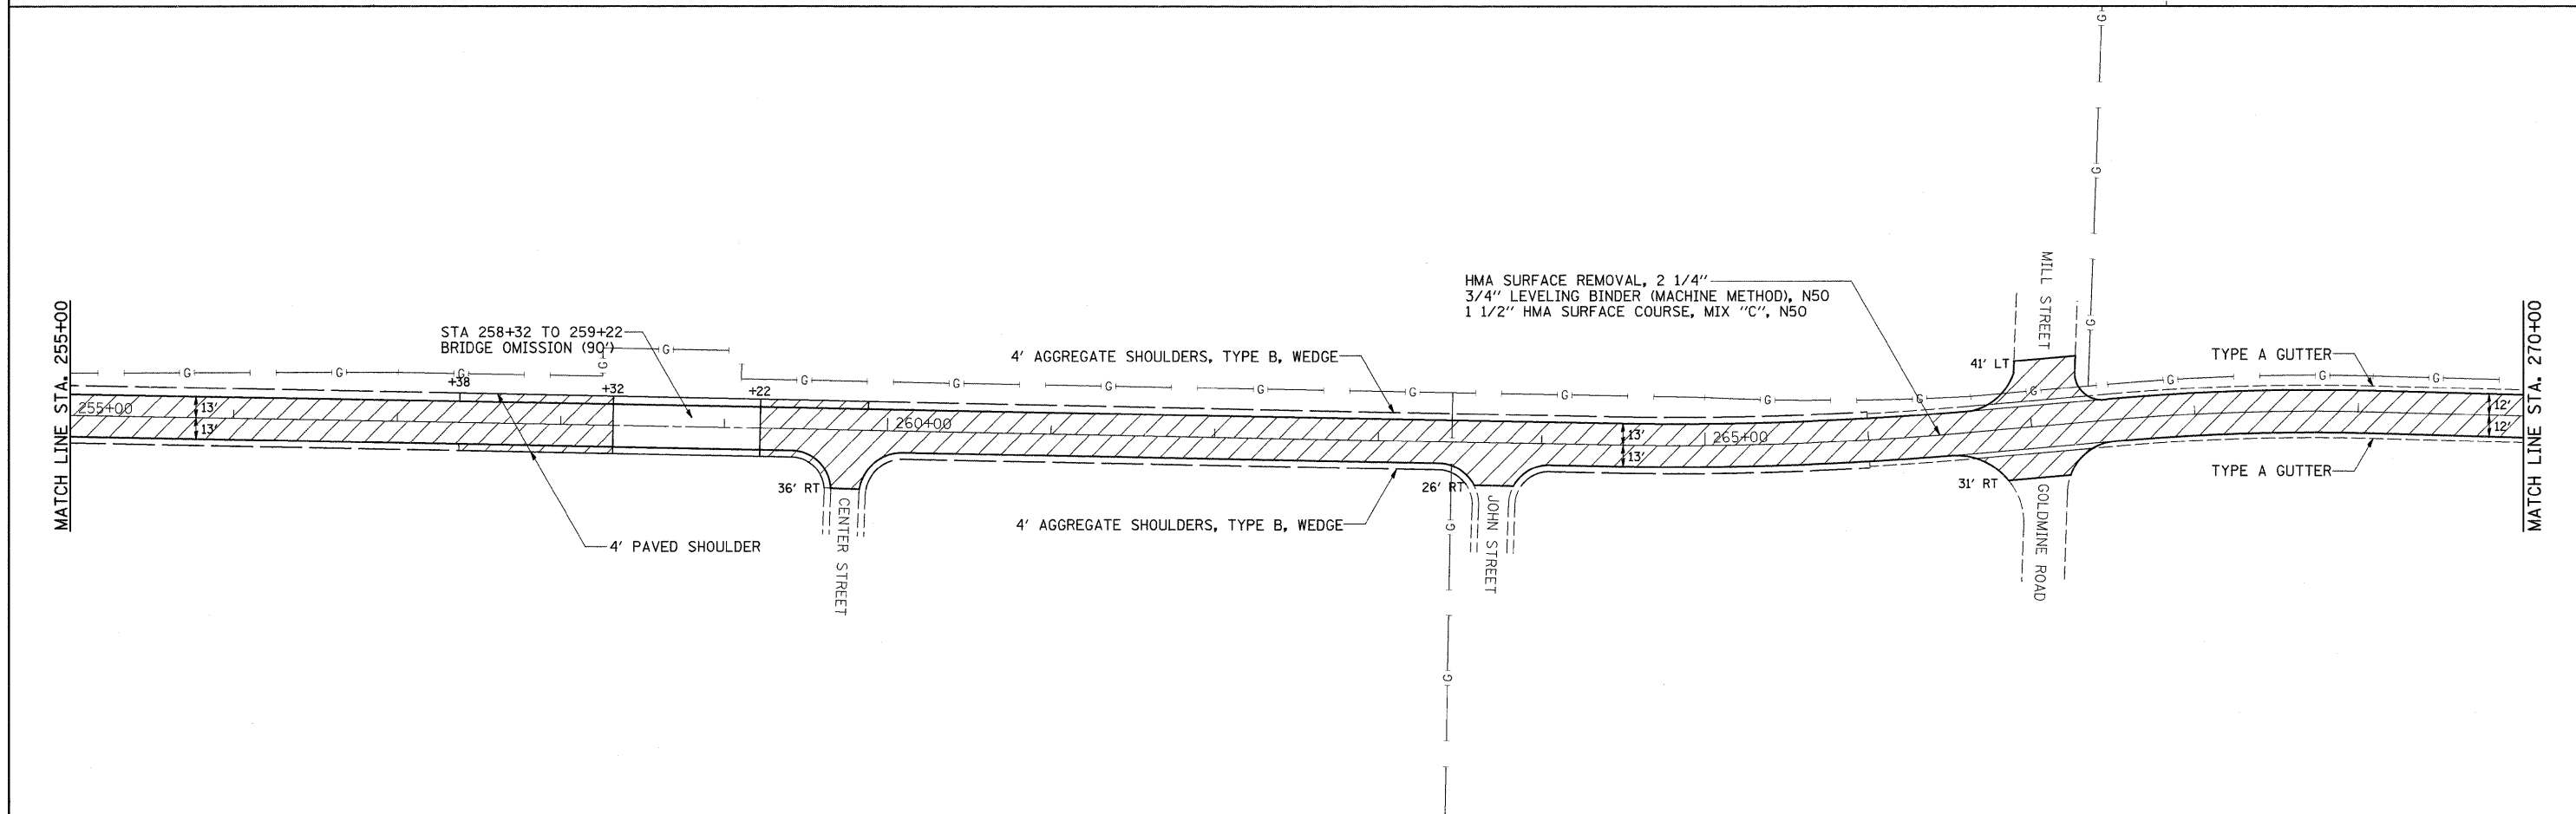 MATCH LINE STA. 255+00
STA 258+32 TO 259+22
BRIDGE OMISSION (90')
G
G
G
G
G
G
+38
+32
+22
255+00
13'
13'
4' PAVED SHOULDER
36' RT
CENTER STREET
260+00
4' AGGREGATE SHOULDERS, TYPE B, WEDGE
G
G
G
G
G
G
4' AGGREGATE SHOULDERS, TYPE B, WEDGE
26' RT
G
G
JOHN STREET
HMA SURFACE REMOVAL, 2 1/4"
3/4" LEVELING BINDER (MACHINE METHOD), N50
1 1/2" HMA SURFACE COURSE, MIX "C", N50
13'
13'
265+00
G
G
G
MILL STREET
41' LT
31' RT
GOLDMINE ROAD
G
G
G
TYPE A GUTTER
G
G
G
12'
12'
TYPE A GUTTER
MATCH LINE STA. 270+00